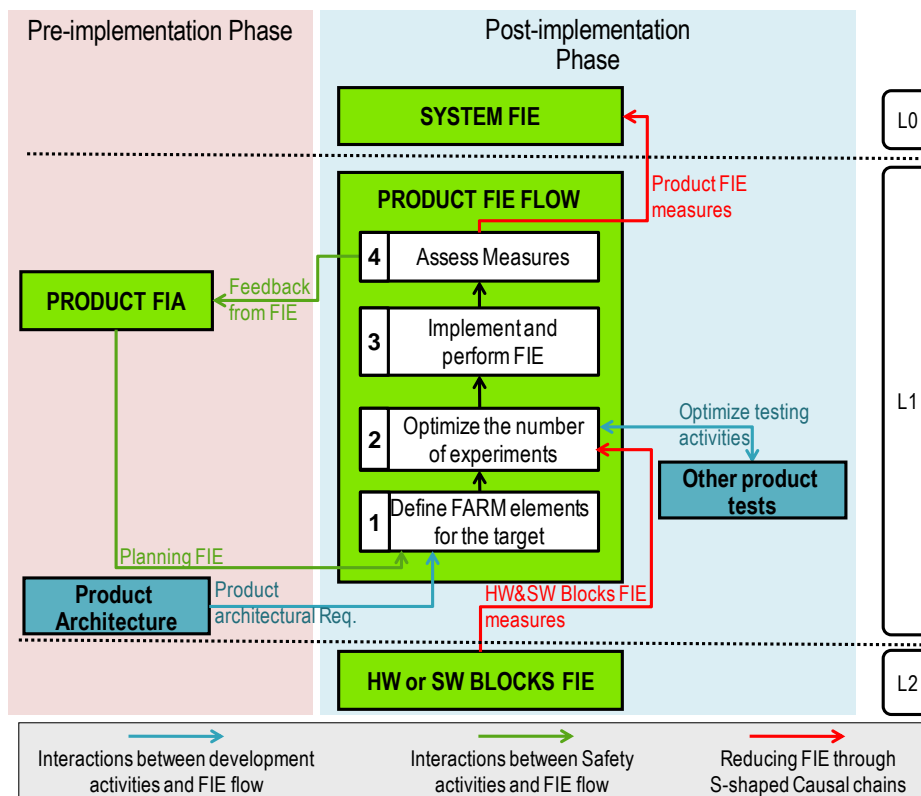 Pre-implementation Phase
Post-implementation
Phase
SYSTEM FIE
L0
Product FIE
measures
PRODUCT FIE FLOW
4
Assess Measures
Feedback
from FIE
PRODUCT FIA
3
Implement and
perform FIE
L1
2
Optimize the number
of experiments
Optimize testing
activities
Other product
tests
1
Define FARM elements
for the target
Planning FIE
Product
Architecture
Product
architectural Req.
HW&SW Blocks FIE
measures
HW or SW BLOCKS FIE
L2
Interactions between development
activities and FIE flow
Interactions between Safety
activities and FIE flow
Reducing FIE through
S-shaped Causal chains